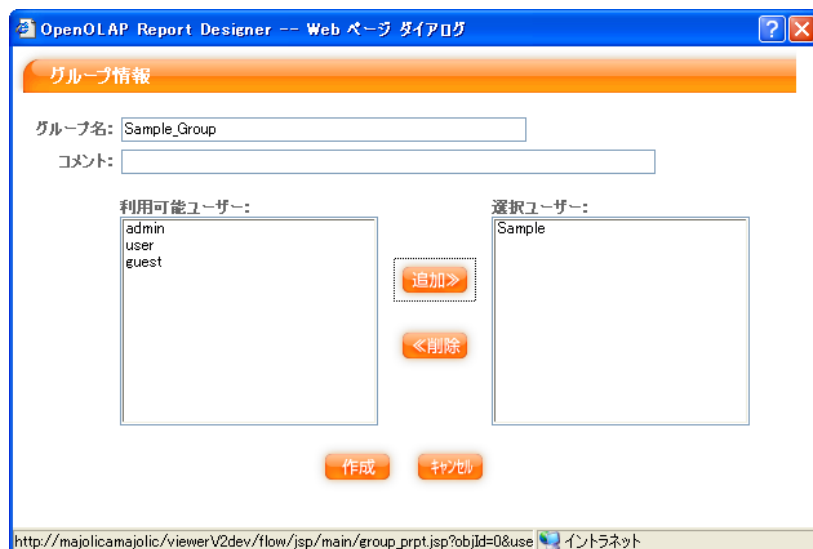 OpenOLAP Report Designer -- Web ページ ダイアログ
グループ情報
グループ名: Sample_Group
コメント:
利用可能ユーザー: 選択ユーザー:
admin Sample
user
guest
追加≫
≪削除
作成 キャンセル
http://majolicamajolic/viewerV2dev/flow/jsp/main/group_prpt.jsp?objId=0&use イントラネット